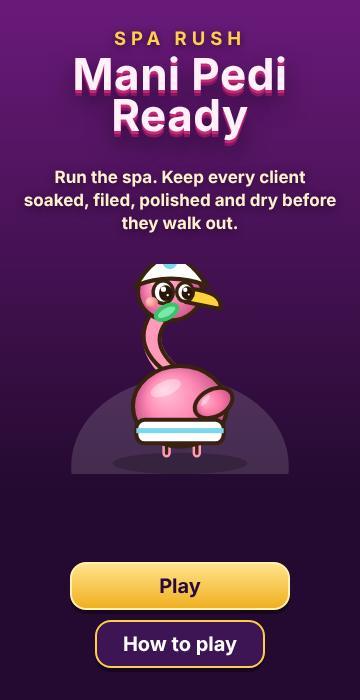 SPA RUSH
Mani Pedi
Ready
Run the spa. Keep every client
soaked, filed, polished and dry before
they walk out.
Play
How to play